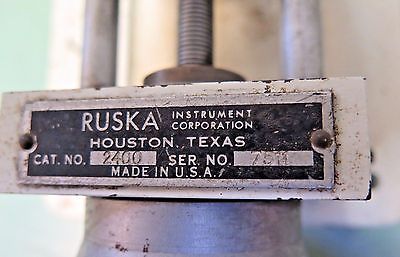 RUSKA INSTRUMENT CORPORATION
HOUSTON, TEXAS
CAT. NO. 2400 SER. NO. 7511
MADE IN U.S.A.